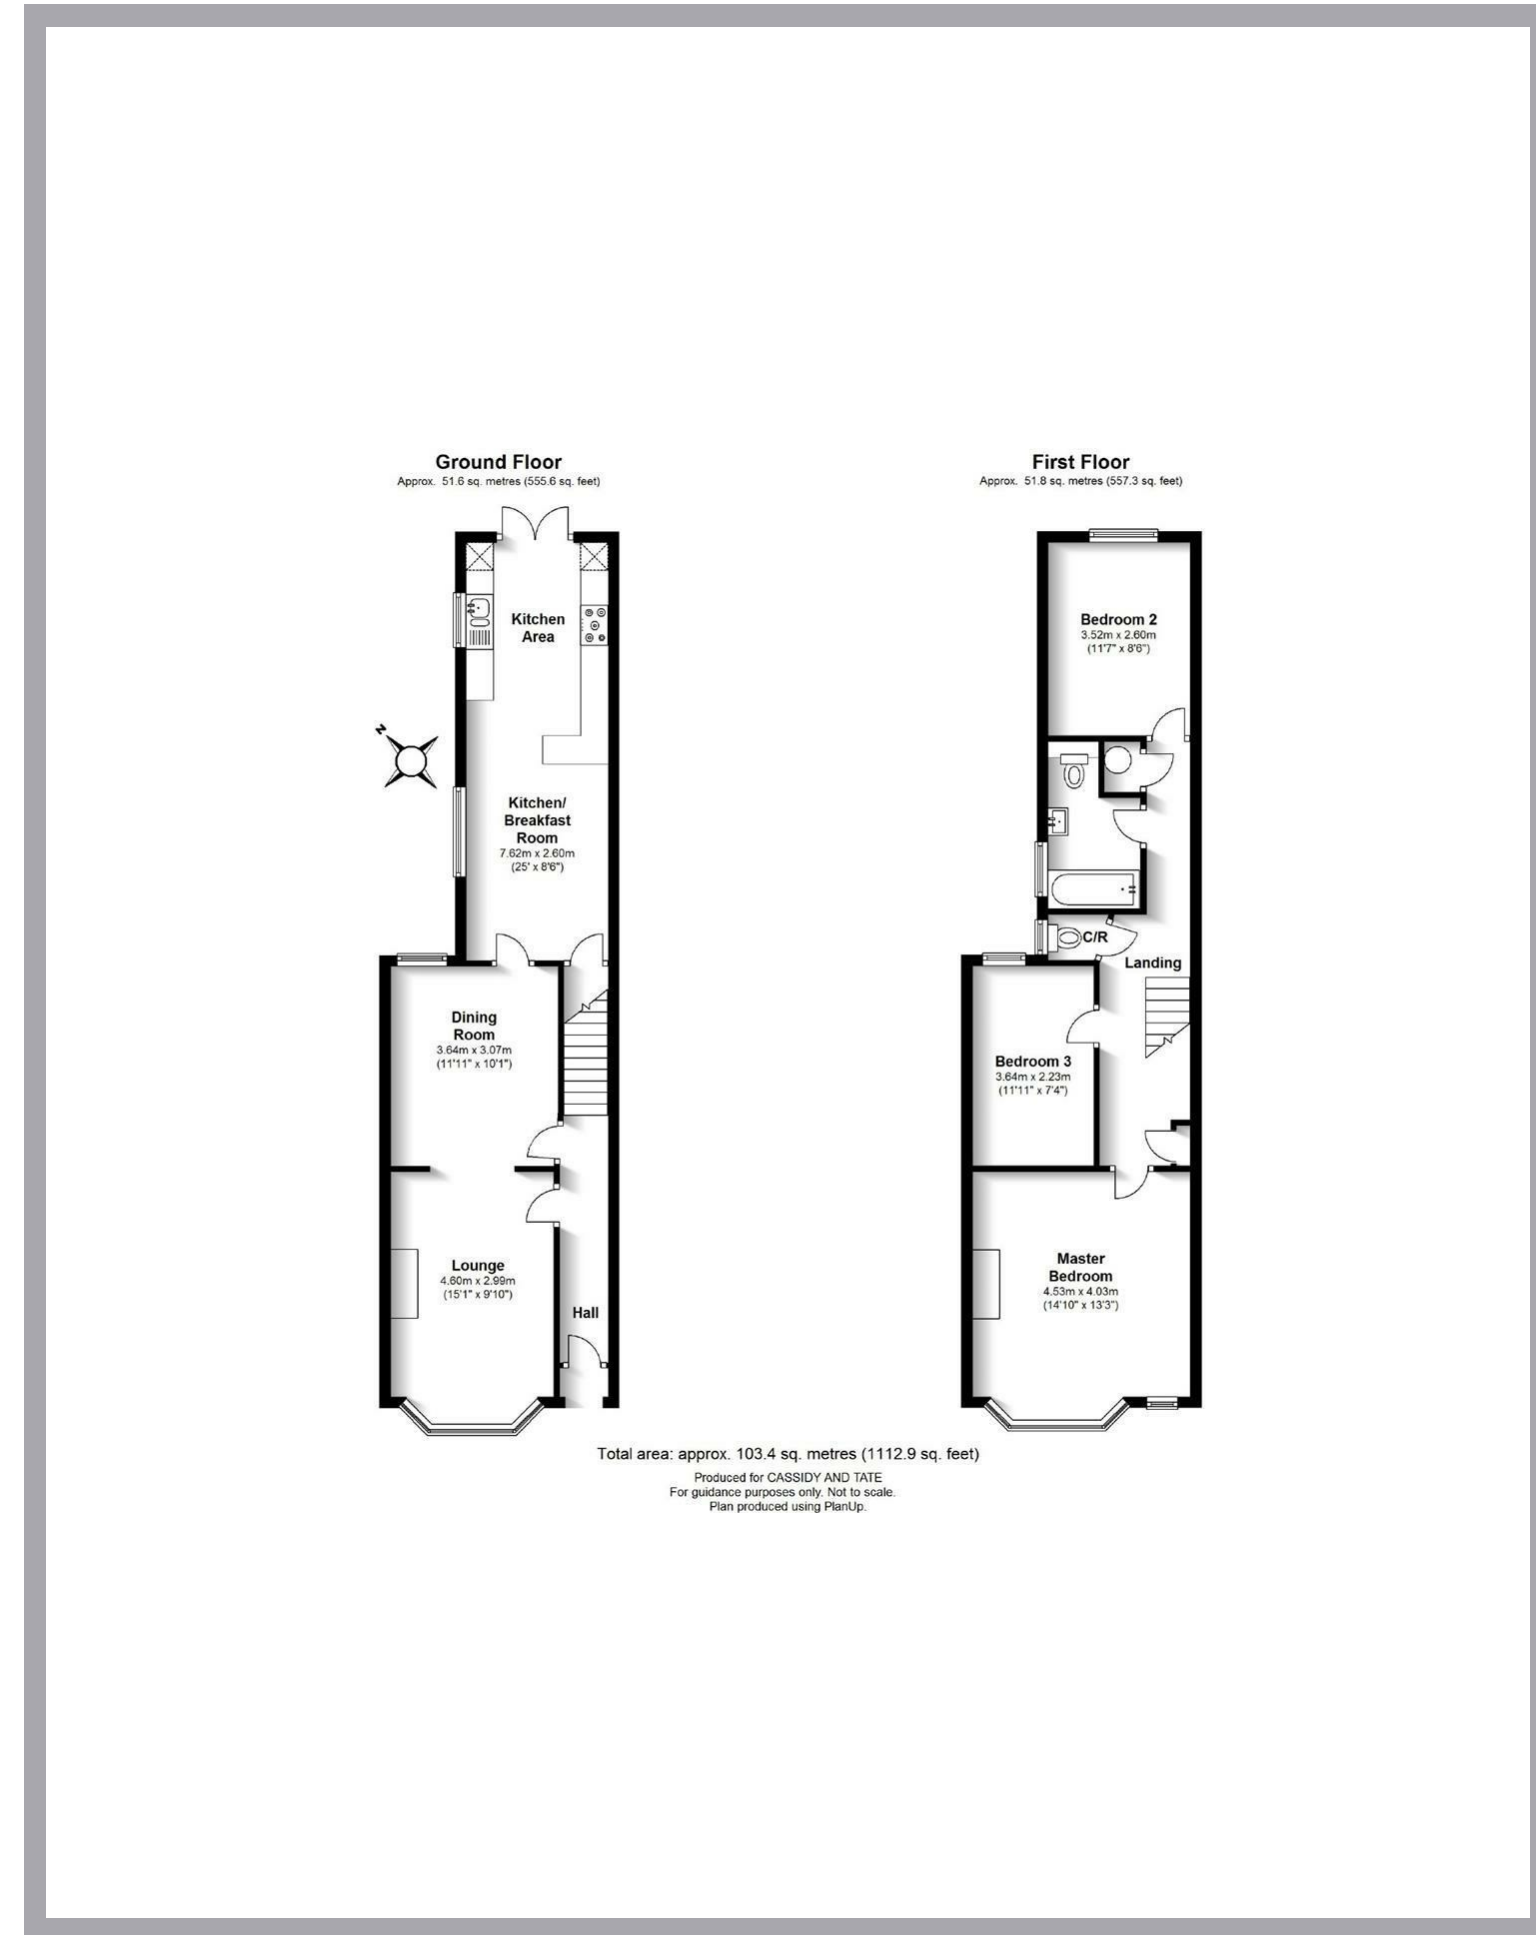 Ground Floor
Approx. 51.6 sq. metres (555.6 sq. feet)
Kitchen
Area
N
Kitchen/
Breakfast
Room
7.62m x 2.60m
(25' x 8'6")
Dining
Room
3.64m x 3.07m
(11'11" x 10'1")
Lounge
4.60m x 2.99m
(15'1" x 9'10")
Hall
First Floor
Approx. 51.8 sq. metres (557.3 sq. feet)
Bedroom 2
3.52m x 2.60m
(11'7" x 8'6")
C/R
Landing
Bedroom 3
3.64m x 2.23m
(11'11" x 7'4")
Master
Bedroom
4.53m x 4.03m
(14'10" x 13'3")
Total area: approx. 103.4 sq. metres (1112.9 sq. feet)
Produced for CASSIDY AND TATE
For guidance purposes only. Not to scale.
Plan produced using PlanUp.